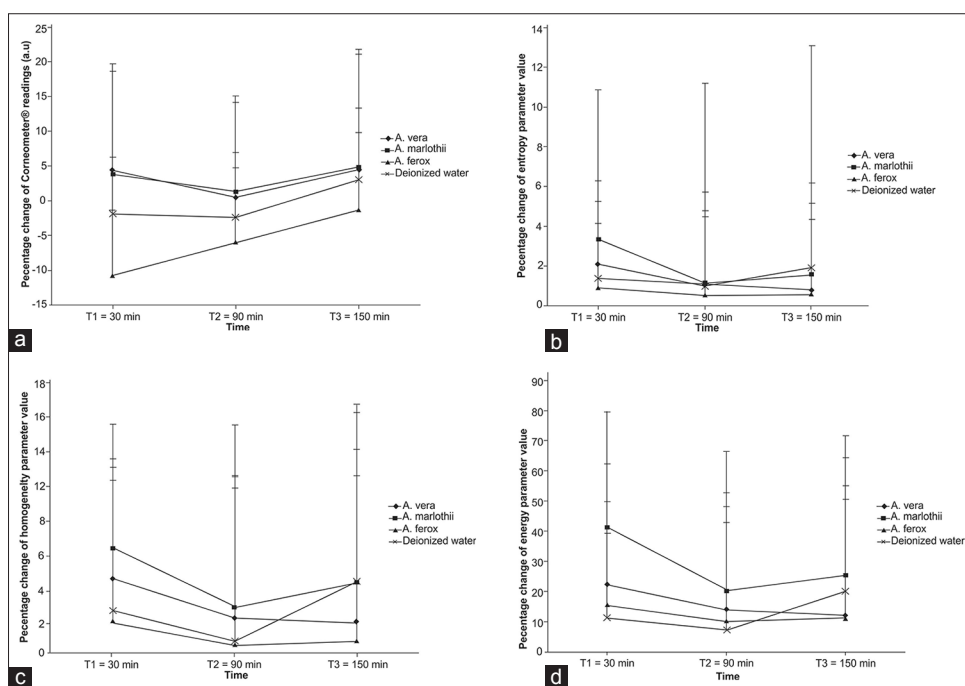 Pecentage change of Corneometer® readings (a.u)
25
20
15
10
5
0
-5
-10
-15
T1 = 30 min
T2 = 90 min
T3 = 150 min
Time
A. vera
A. marlothii
A. ferox
Deionized water
a
Pecentage change of entropy parameter value
14
12
10
8
6
4
2
0
T1 = 30 min
T2 = 90 min
T3 = 150 min
Time
A. vera
A. marlothii
A. ferox
Deionized water
b
Pecentage change of homogeneity parameter value
18
16
14
12
10
8
6
4
2
0
T1 = 30 min
T2 = 90 min
T3 = 150 min
Time
A. vera
A. marlothii
A. ferox
Deionized water
c
Pecentage change of energy parameter value
90
80
70
60
50
40
30
20
10
0
T1 = 30 min
T2 = 90 min
T3 = 150 min
Time
A. vera
A. marlothii
A. ferox
Deionized water
d